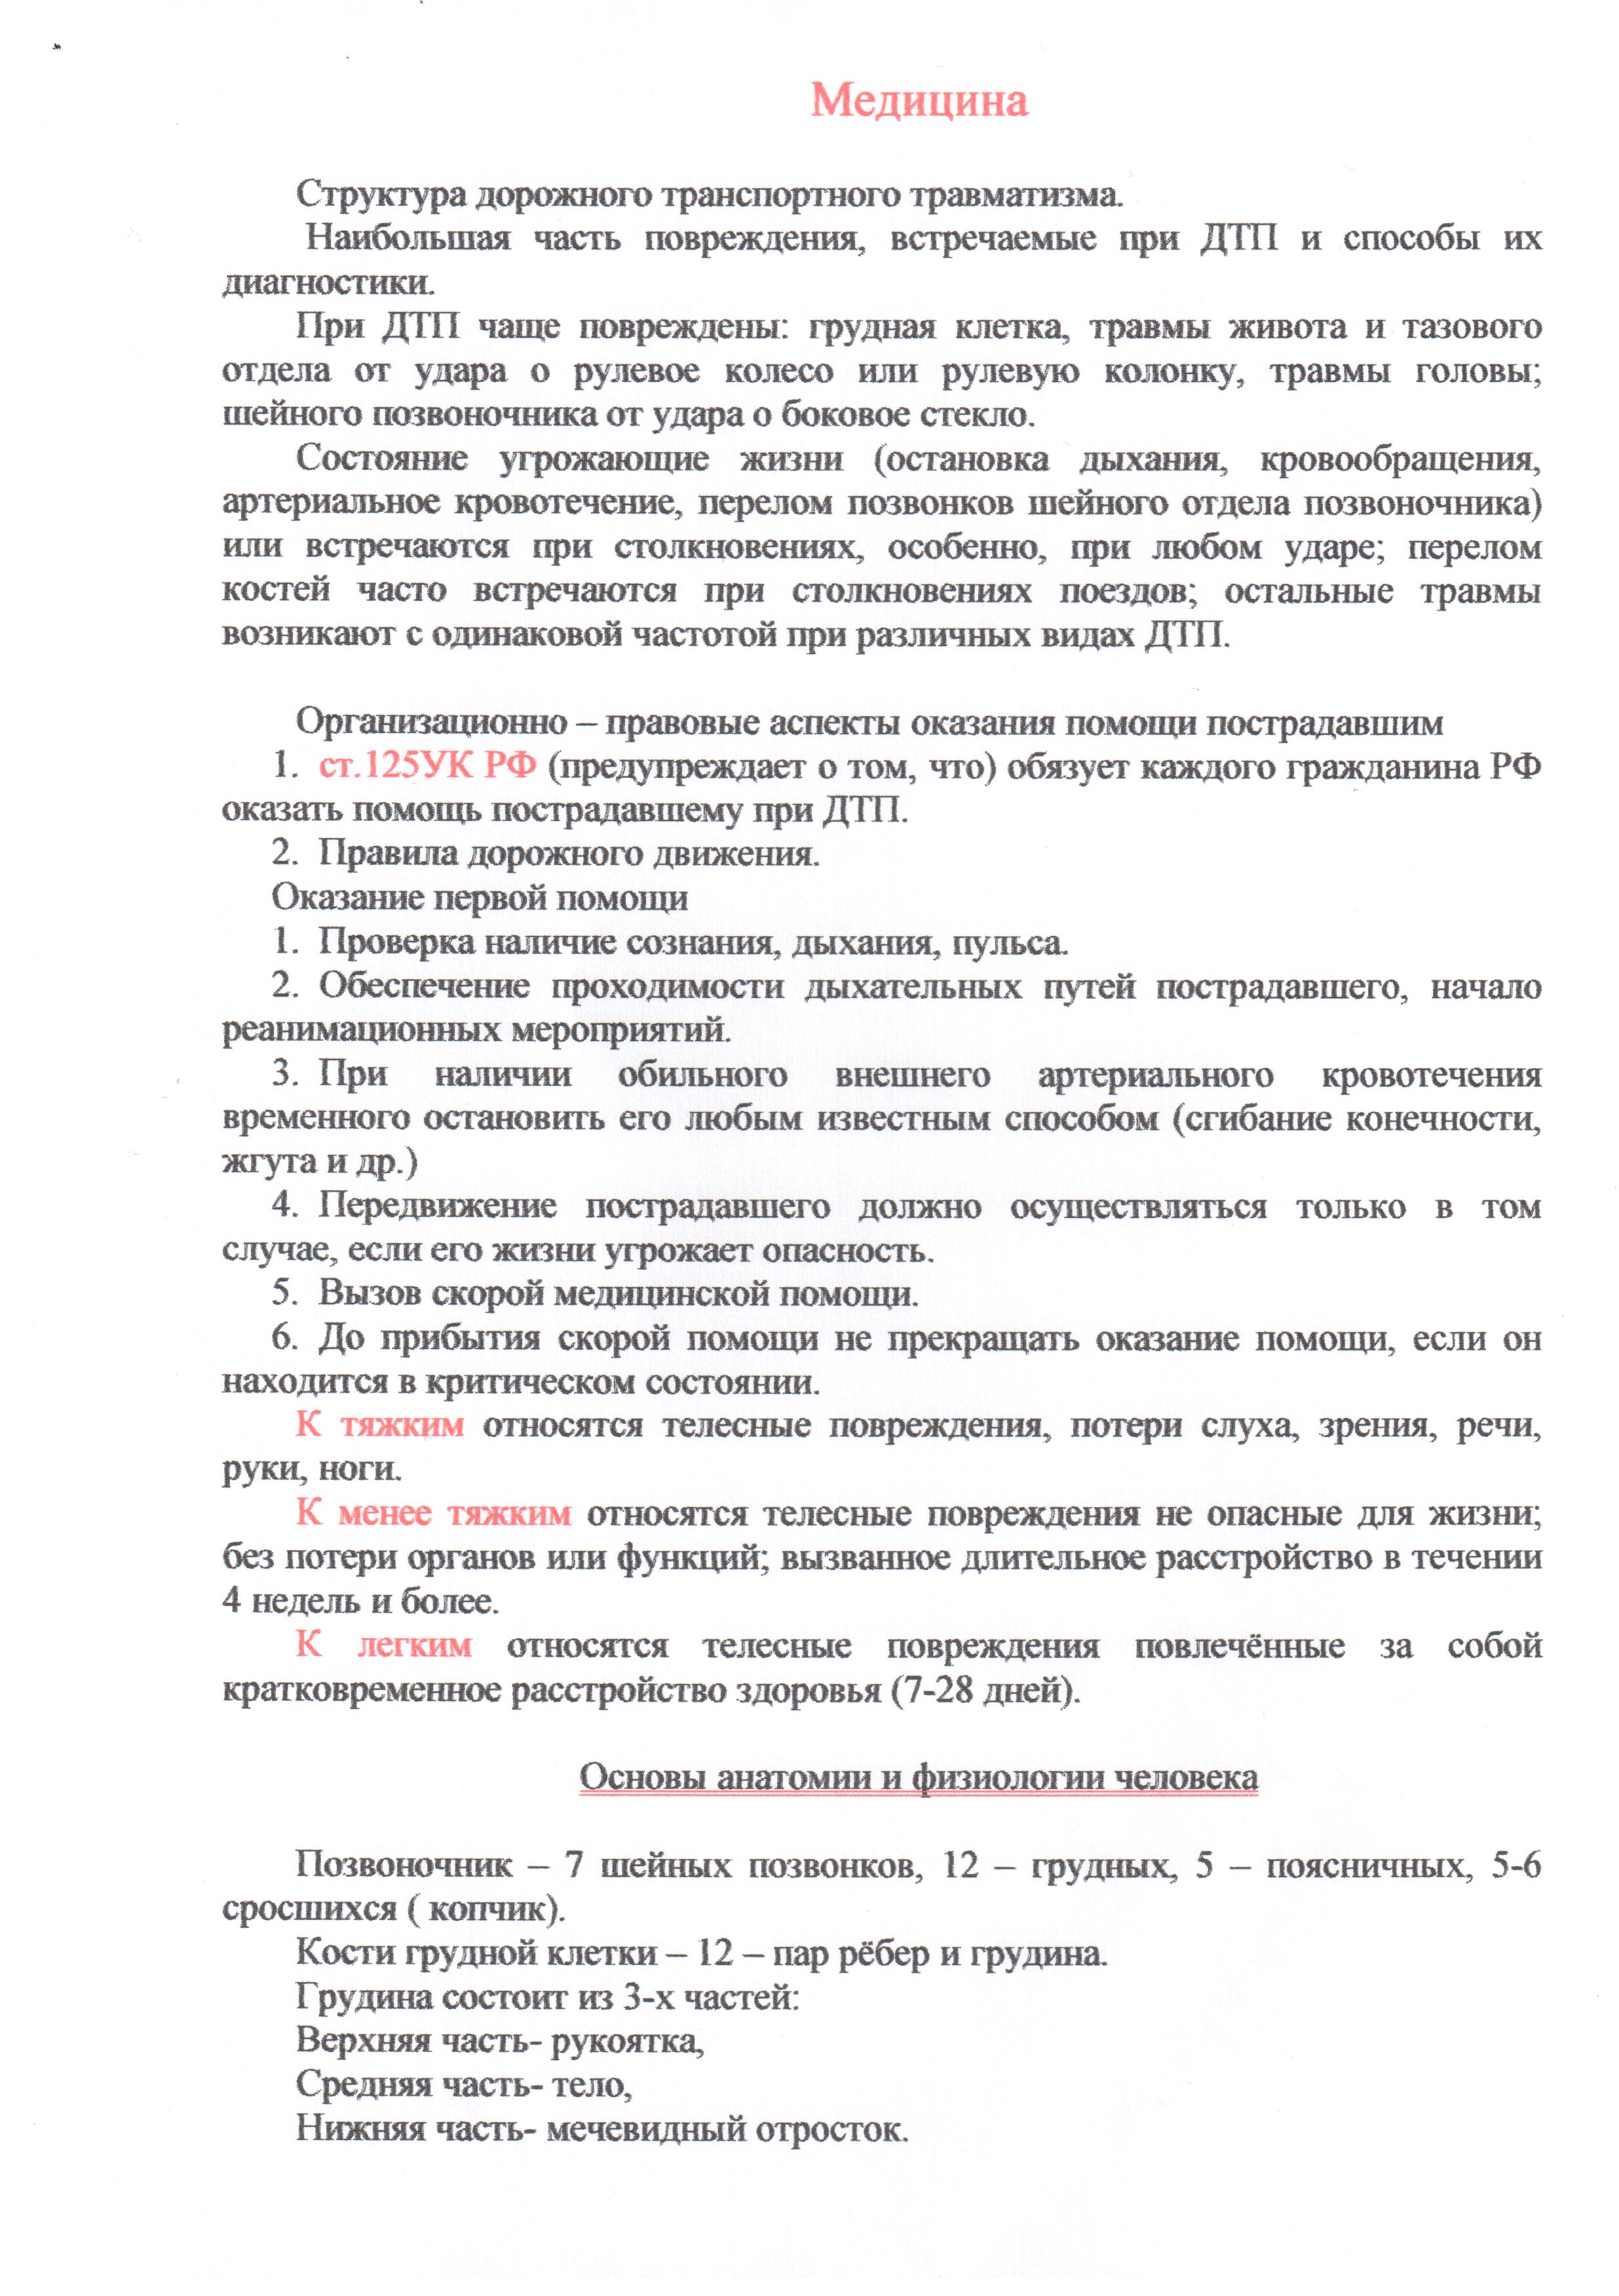 Медицина
Структура дорожного транспортного травматизма.
Наибольшая часть повреждения, встречаемые при ДТП и способы их
диагностики.
При ДТП чаще повреждены: грудная клетка, травмы живота и тазового
отдела от удара о рулевое колесо или рулевую колонку, травмы головы;
шейного позвоночника от удара о боковое стекло.
Состояние угрожающие жизни (остановка дыхания, кровообращения,
артериальное кровотечение, перелом позвонков шейного отдела позвоночника)
или встречаются при столкновениях, особенно, при любом ударе; перелом
костей часто встречаются при столкновениях поездов; остальные травмы
возникают с одинаковой частотой при различных видах ДТП.
Организационно – правовые аспекты оказания помощи пострадавшим
1. ст.125УК РФ (предупреждает о том, что) обязует каждого гражданина РФ
оказать помощь пострадавшему при ДТП.
2. Правила дорожного движения.
Оказание первой помощи
1. Проверка наличие сознания, дыхания, пульса.
2. Обеспечение проходимости дыхательных путей пострадавшего, начало
реанимационных мероприятий.
3. При наличии обильного внешнего артериального кровотечения
временного остановить его любым известным способом (сгибание конечности,
жгута и др.)
4. Передвижение пострадавшего должно осуществляться только в том
случае, если его жизни угрожает опасность.
5. Вызов скорой медицинской помощи.
6. До прибытия скорой помощи не прекращать оказание помощи, если он
находится в критическом состоянии.
К тяжким относятся телесные повреждения, потери слуха, зрения, речи,
руки, ноги.
К менее тяжким относятся телесные повреждения не опасные для жизни;
без потери органов или функций; вызванное длительное расстройство в течении
4 недель и более.
К легким относятся телесные повреждения повлечённые за собой
кратковременное расстройство здоровья (7-28 дней).
Основы анатомии и физиологии человека
Позвоночник – 7 шейных позвонков, 12 – грудных, 5 – поясничных, 5-6
сросшихся ( копчик).
Кости грудной клетки – 12 – пар рёбер и грудина.
Грудина состоит из 3-х частей:
Верхняя часть- рукоятка,
Средняя часть- тело,
Нижняя часть- мечевидный отросток.